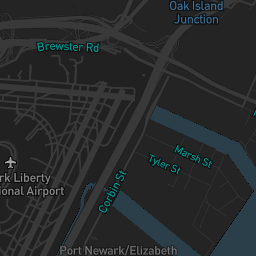 Oak Island
Junction
Brewster Rd
Marsh St
Tyler St
rk Liberty
ional Airport
Corbin St
Port Newark/Elizabeth